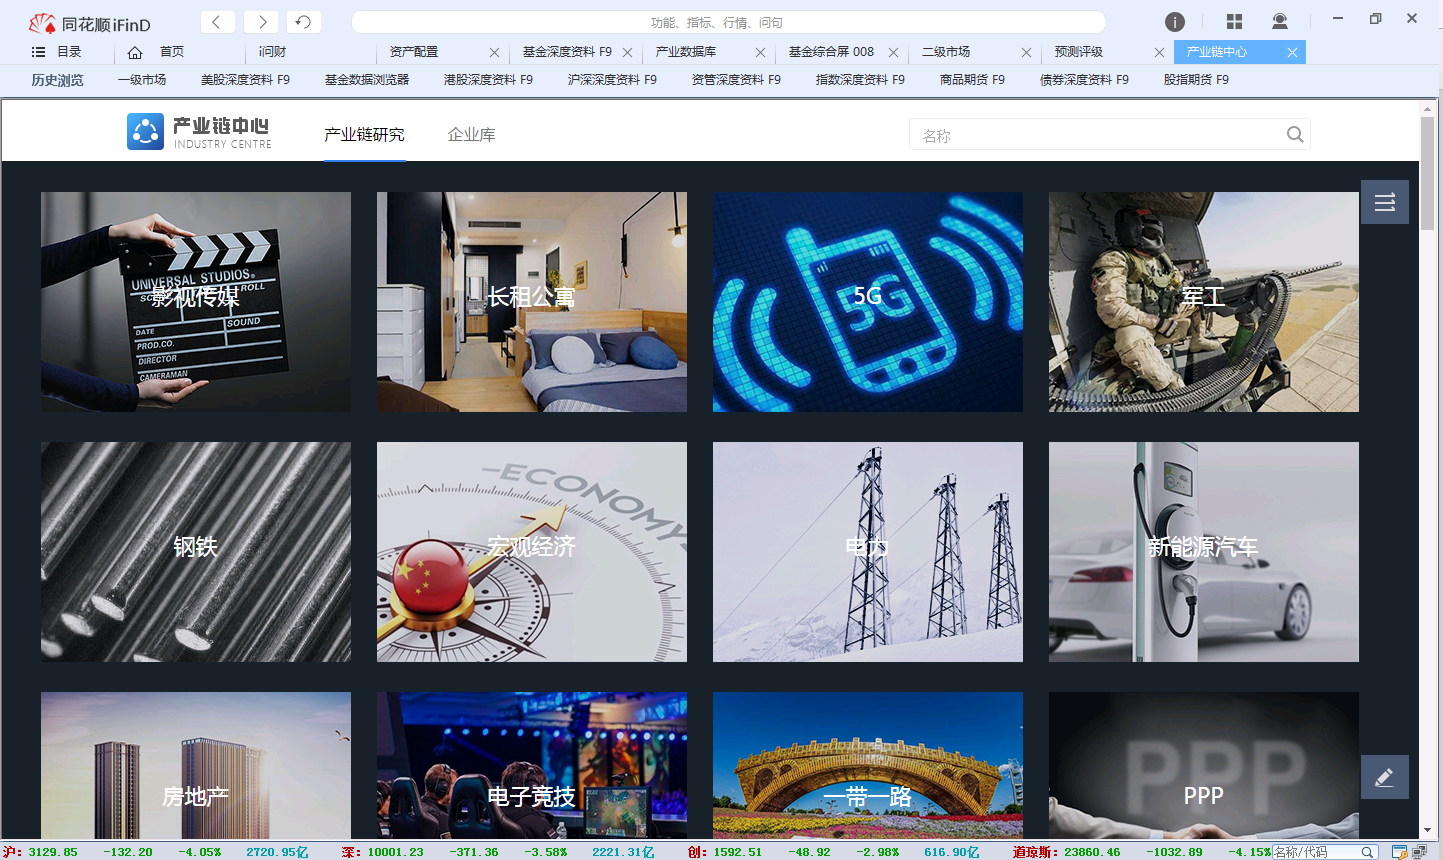 同花顺 iFinD
功能、指标、行情、问句
目录 首页 i问财 资产配置 基金深度资料 F9 产业数据库 基金综合屏 008 二级市场 预测评级 产业链中心
历史浏览 一级市场 美股深度资料 F9 基金数据浏览器 港股深度资料 F9 沪深深度资料 F9 资管深度资料 F9 指数深度资料 F9 商品期货 F9 债券深度资料 F9 股指期货 F9
产业链中心
INDUSTRY CENTRE
产业链研究 企业库 名称
UNIVERSAL STUDIOS
影视传媒
DATE
SOUND
PROD.CO.
DIRECTOR
CAMERAMAN
长租公寓
5G
5G
军工
钢铁
ECONOMY
宏观经济
电力
新能源汽车
房地产
电子竞技
一带一路
PPP
PPP
沪: 3129.85 -132.20 -4.05% 2720.95亿 深: 10001.23 -371.36 -3.58% 2221.31亿 创: 1592.51 -48.92 -2.98% 616.90亿 道琼斯: 23860.46 -1032.89 -4.15% 名称/代码